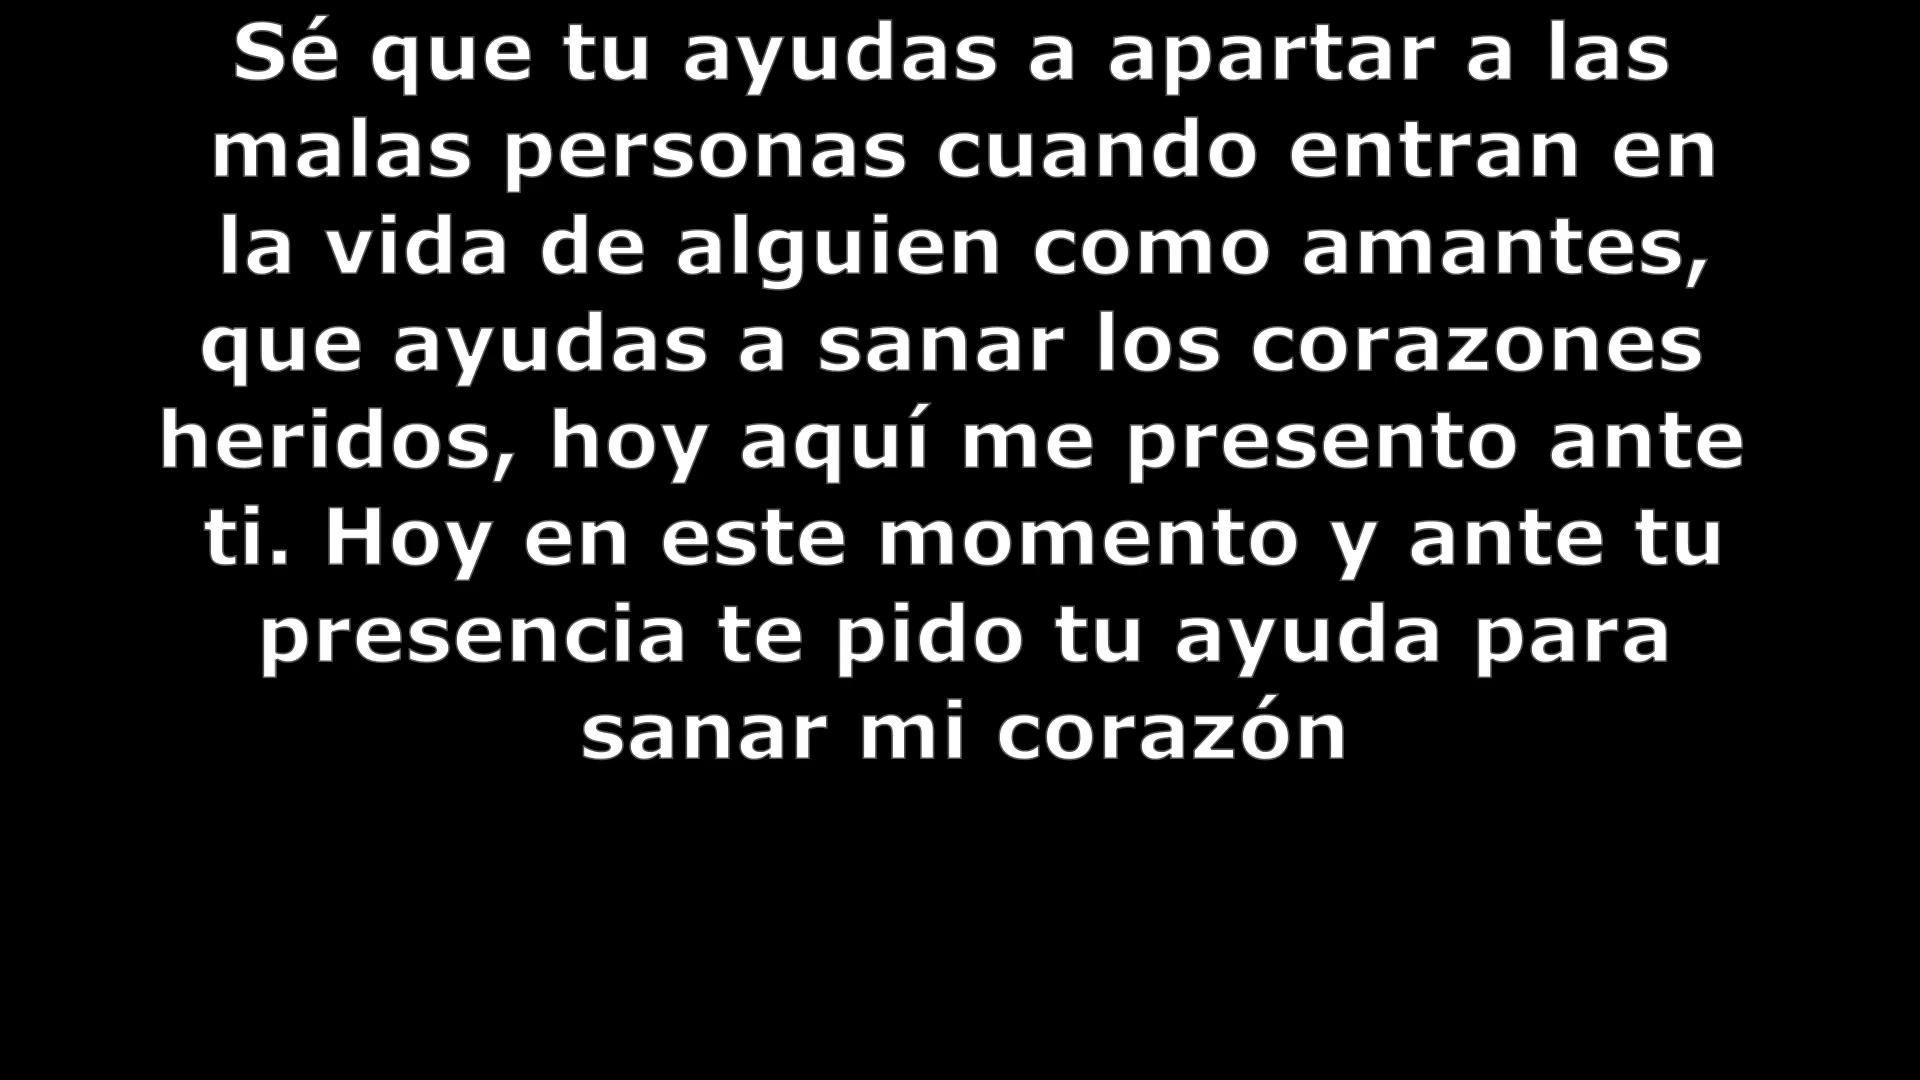 Sé que tu ayudas a apartar a las
malas personas cuando entran en
la vida de alguien como amantes,
que ayudas a sanar los corazones
heridos, hoy aquí me presento ante
ti. Hoy en este momento y ante tu
presencia te pido tu ayuda para
sanar mi corazón